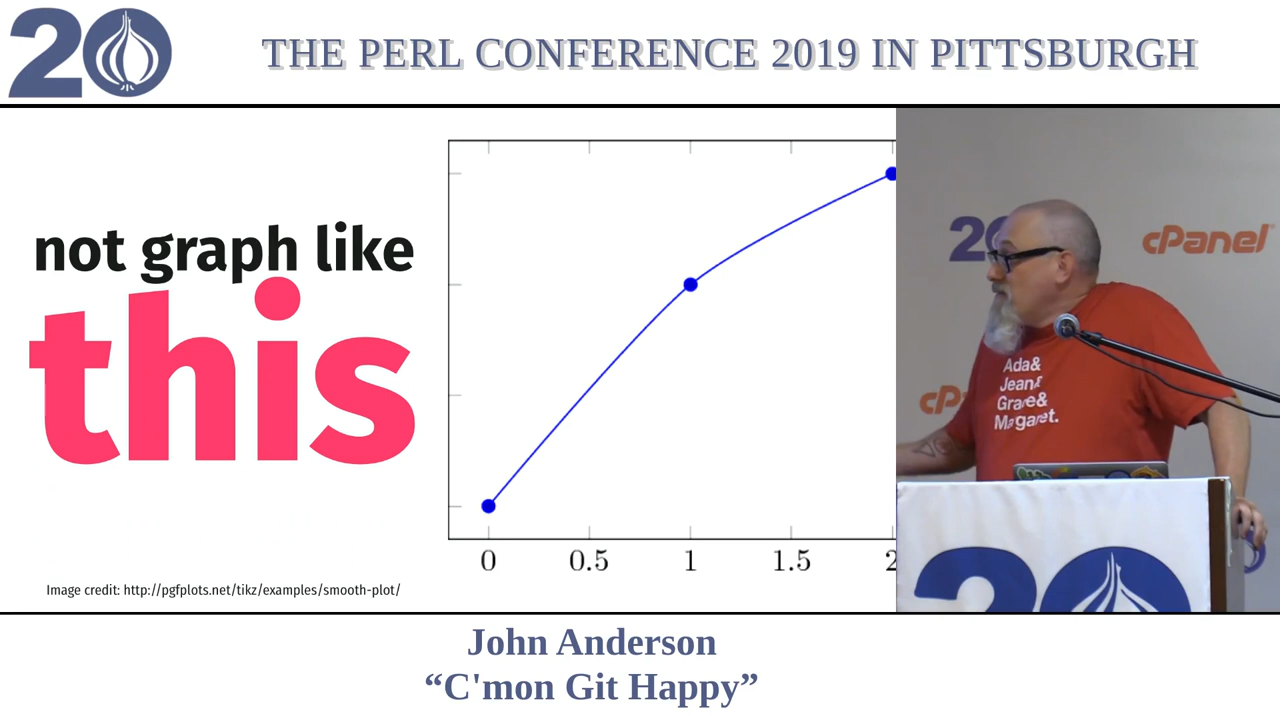 20
THE PERL CONFERENCE 2019 IN PITTSBURGH
not graph like
this
0 0.5 1 1.5 2
Image credit: http://pgfplots.net/tikz/examples/smooth-plot/
20
cPanel
Ada&
Jean&
Grace&
Margaret.
20
John Anderson
“C'mon Git Happy”